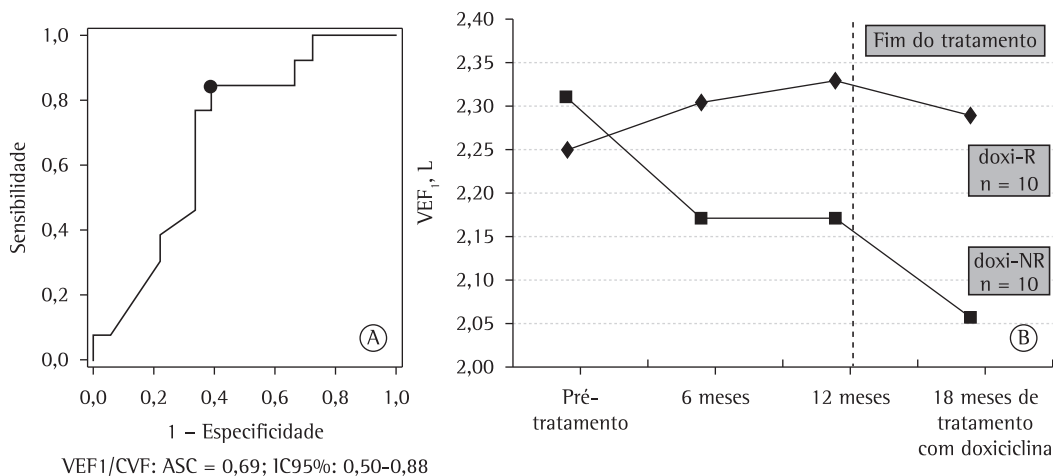 1,0
0,8
0,6
0,4
0,2
0,0
Sensibilidade
0,0 0,2 0,4 0,6 0,8 1,0
1 – Especificidade
A
VEF1/CVF: ASC = 0,69; IC95%: 0,50-0,88
2,40
2,35
2,30
2,25
2,20
2,15
2,10
2,05
2,00
VEF₁, L
Fim do tratamento
doxi-R
n = 10
doxi-NR
n = 10
B
Pré-
tratamento
6 meses
12 meses
18 meses de
tratamento
com doxiciclina